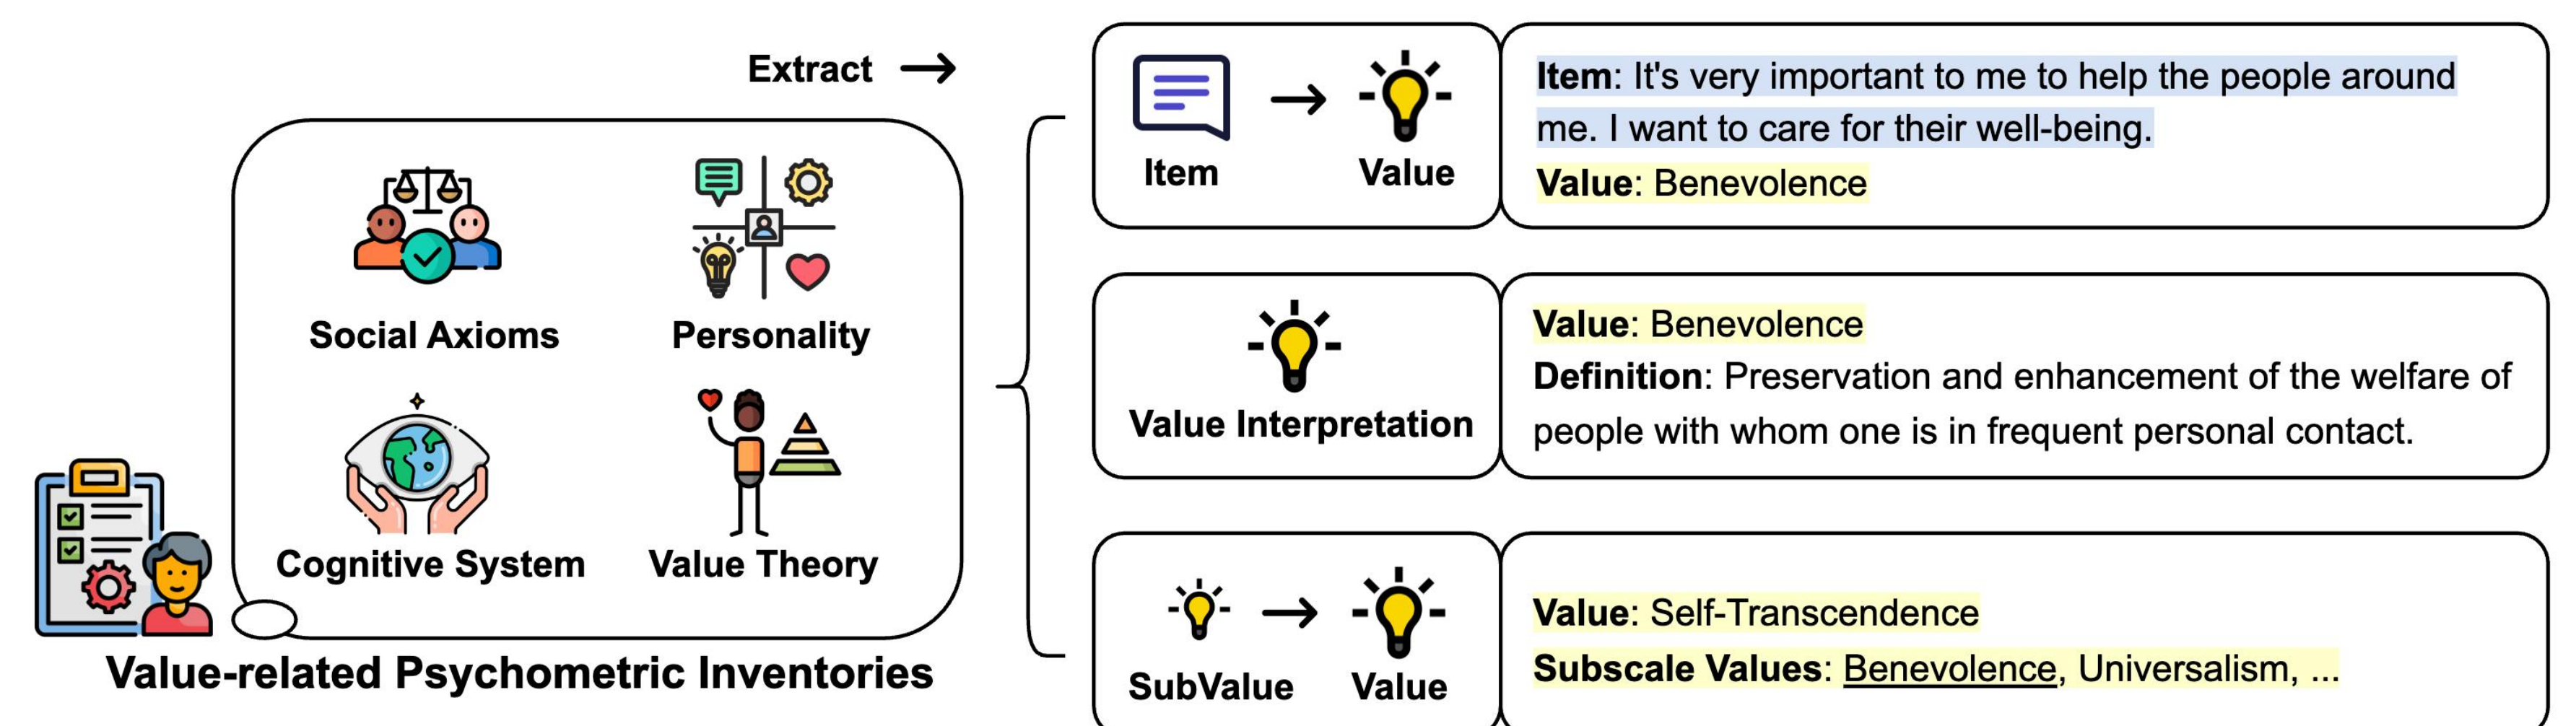 Extract →
Social Axioms
Personality
Cognitive System
Value Theory
Value-related Psychometric Inventories
Item
Value
Item: It's very important to me to help the people around
me. I want to care for their well-being.
Value: Benevolence
Value Interpretation
Value: Benevolence
Definition: Preservation and enhancement of the welfare of
people with whom one is in frequent personal contact.
SubValue
Value
Value: Self-Transcendence
Subscale Values: Benevolence, Universalism, ...